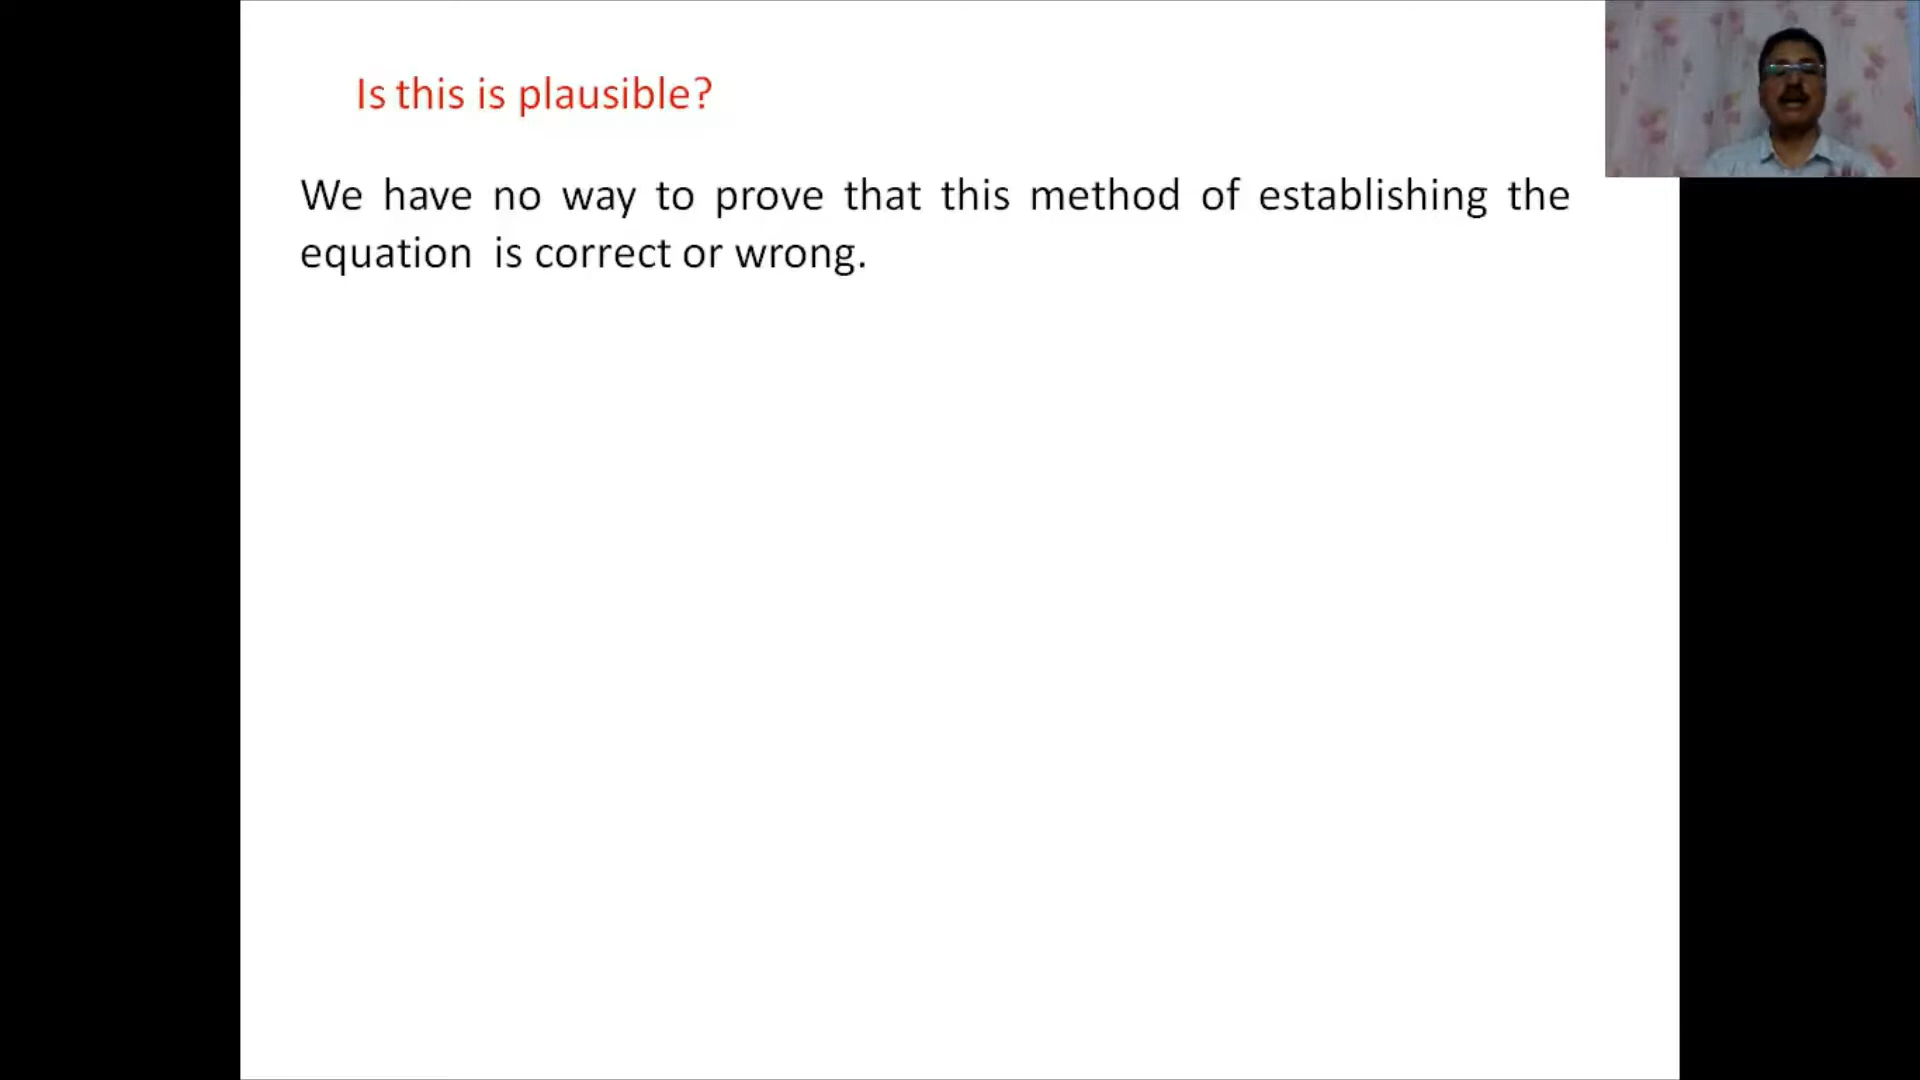 Is this is plausible?
We have no way to prove that this method of establishing the
equation is correct or wrong.